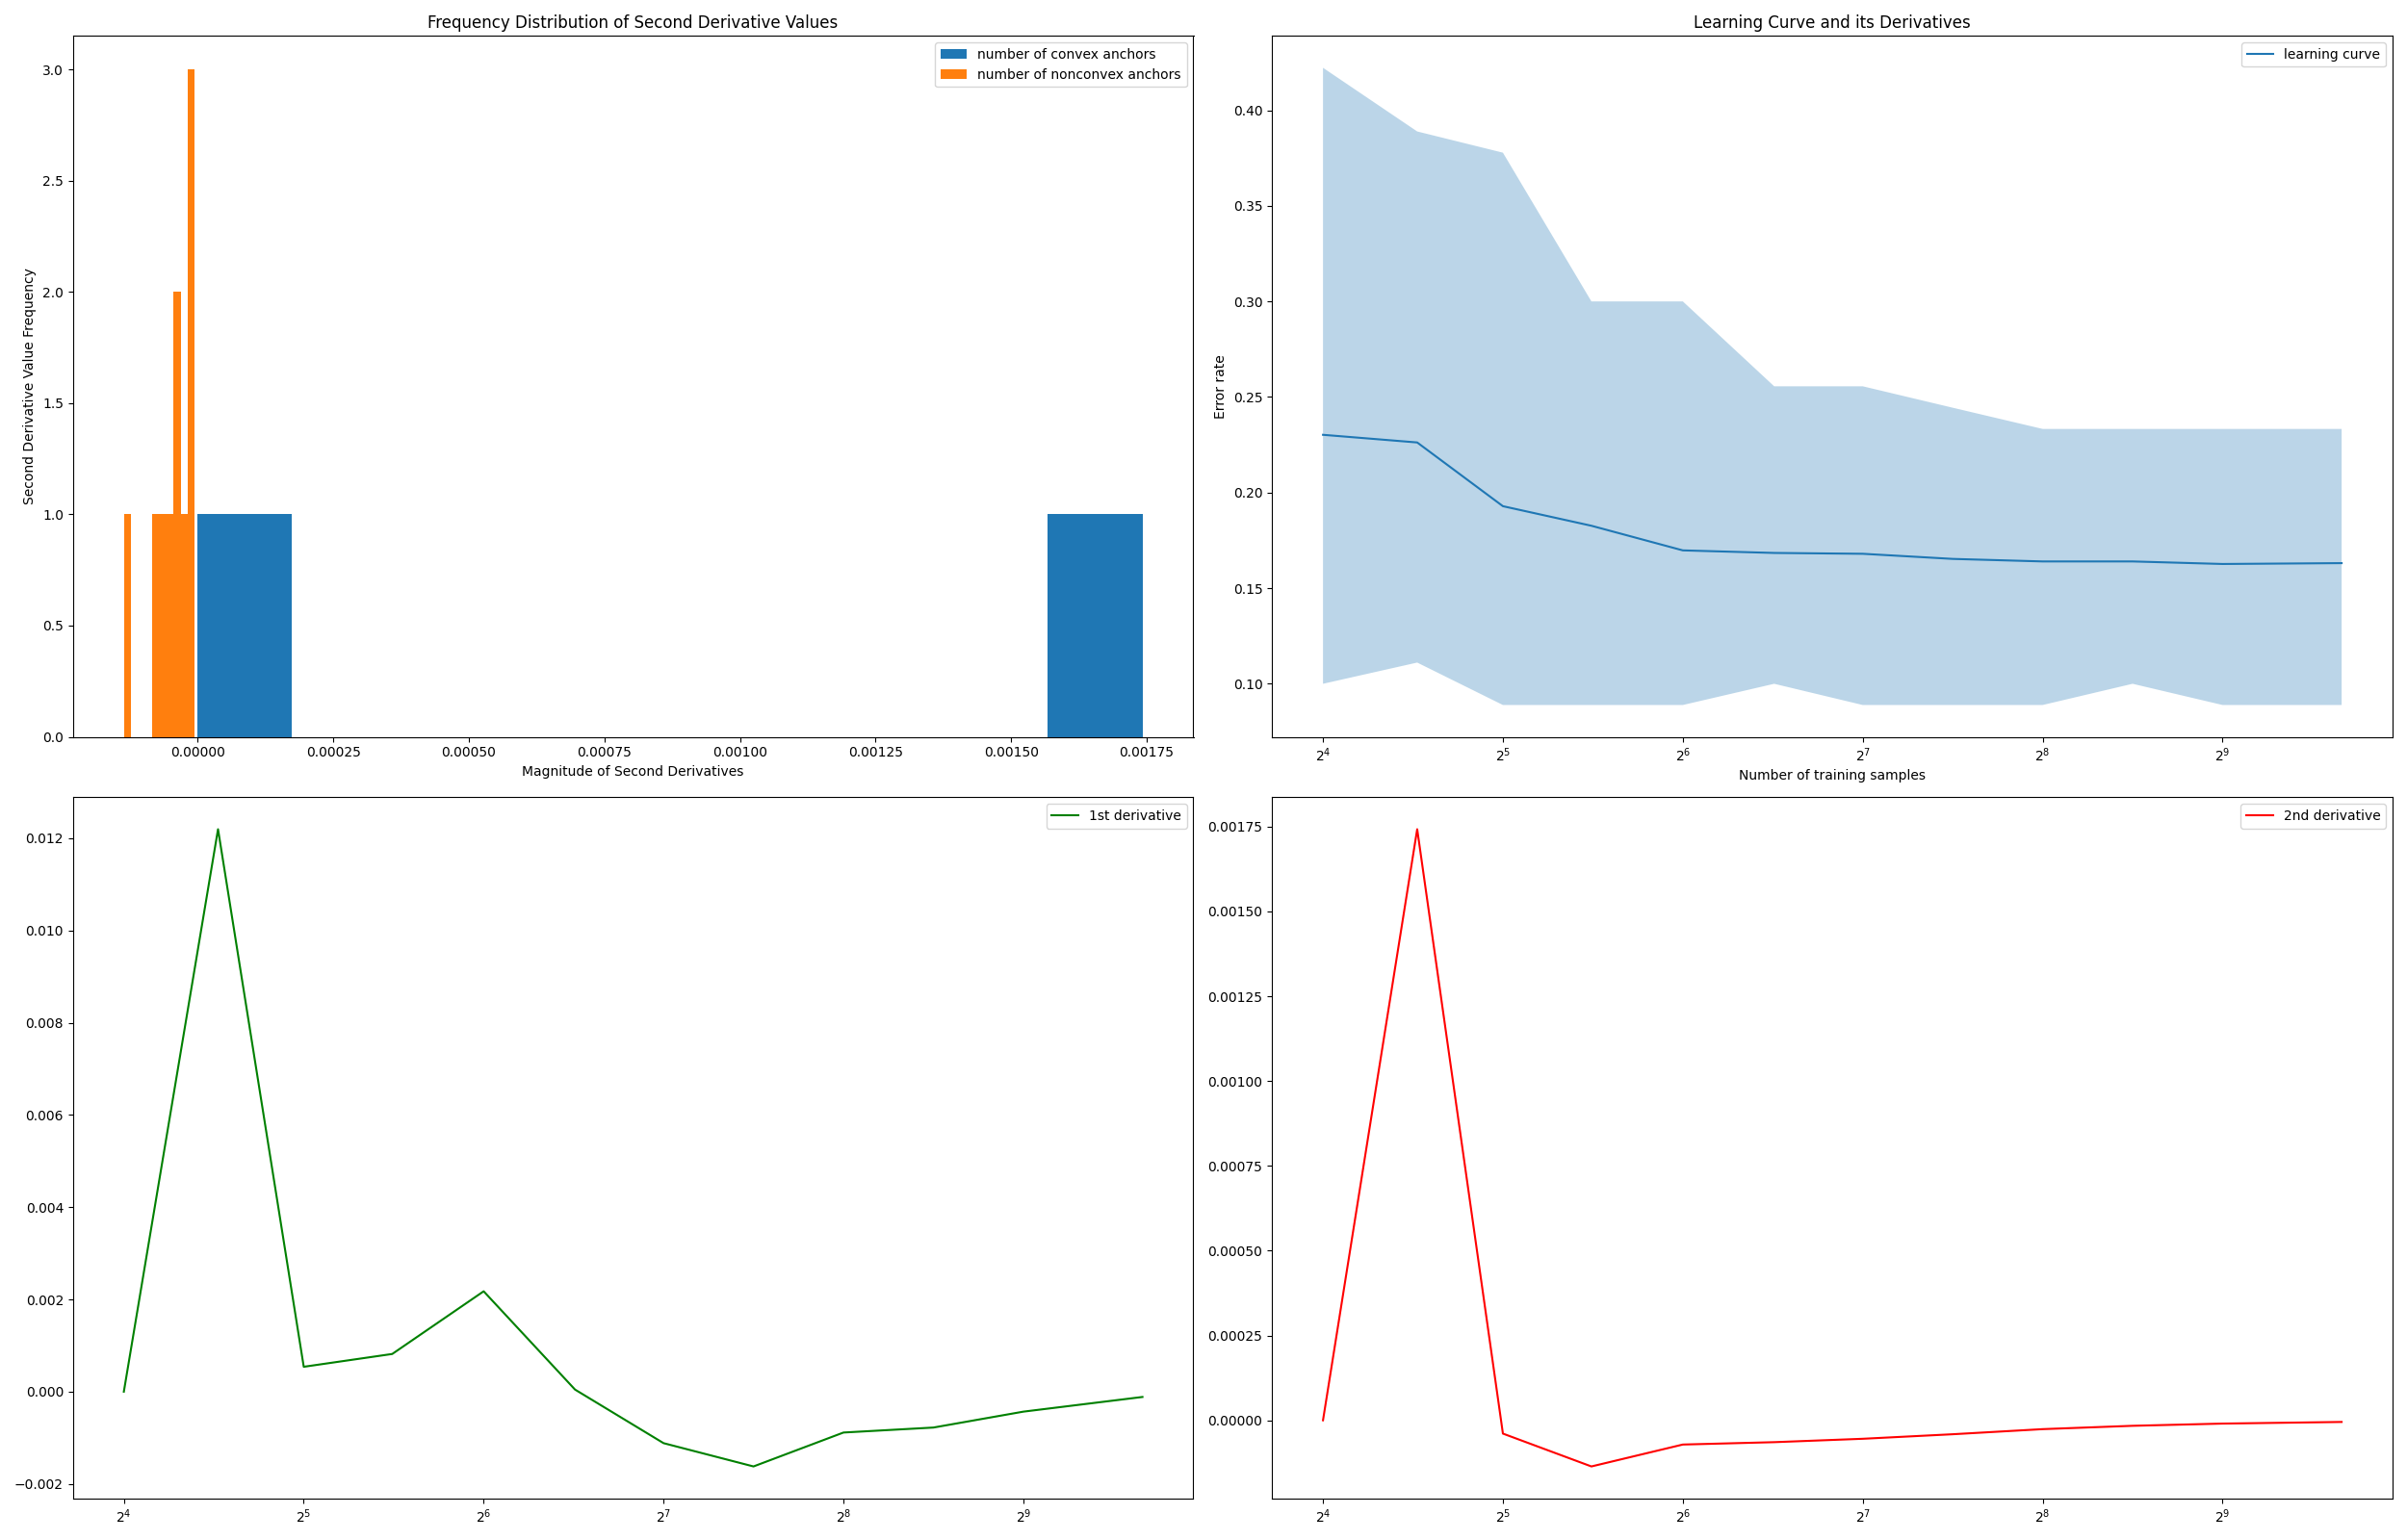 Frequency Distribution of Second Derivative Values
number of convex anchors
number of nonconvex anchors
3.0
2.5
2.0
1.5
1.0
0.5
0.0
Second Derivative Value Frequency
0.00000 0.00025 0.00050 0.00075 0.00100 0.00125 0.00150 0.00175
Magnitude of Second Derivatives
Learning Curve and its Derivatives
learning curve
0.40
0.35
0.30
0.25
0.20
0.15
0.10
Error rate
2⁴ 2⁵ 2⁶ 2⁷ 2⁸ 2⁹
Number of training samples
1st derivative
0.012
0.010
0.008
0.006
0.004
0.002
0.000
−0.002
2⁴ 2⁵ 2⁶ 2⁷ 2⁸ 2⁹
2nd derivative
0.00175
0.00150
0.00125
0.00100
0.00075
0.00050
0.00025
0.00000
2⁴ 2⁵ 2⁶ 2⁷ 2⁸ 2⁹